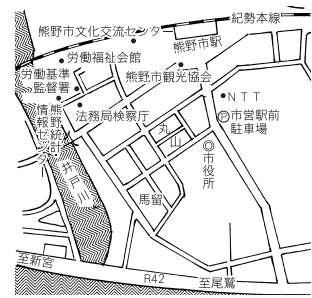 紀勢本線
熊野市文化交流センタ
熊野市駅
労働福祉会館
労働基準
監督署
熊野市観光協会
NTT
P市営駅前
駐車場
法務局検察庁
熊野統計
情報センタ
丸
山
◎市役所
井戸川
馬留
至新宮
R42
至尾鷲